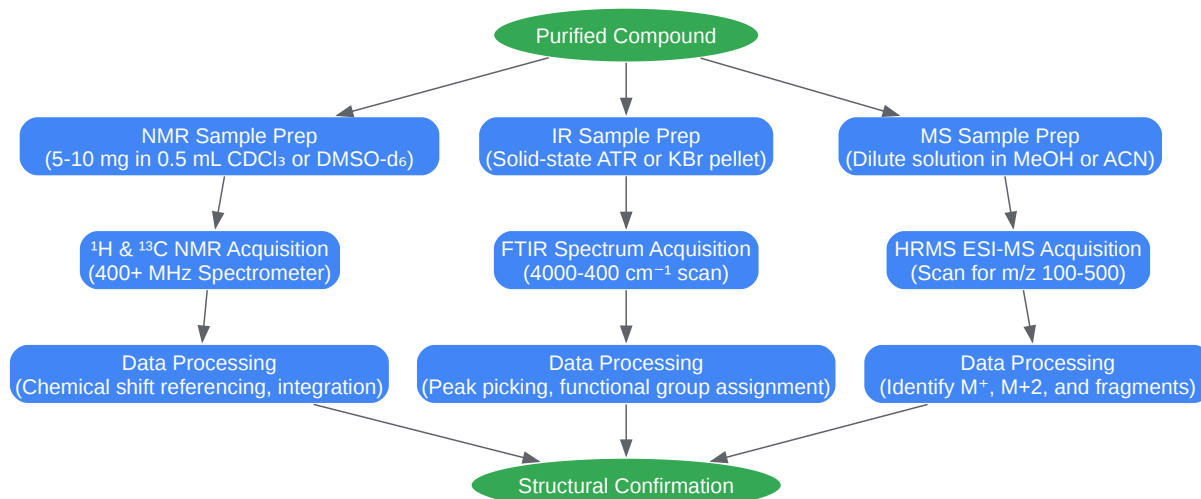 Purified Compound
NMR Sample Prep
(5-10 mg in 0.5 mL CDCl₃ or DMSO-d₆)
IR Sample Prep
(Solid-state ATR or KBr pellet)
MS Sample Prep
(Dilute solution in MeOH or ACN)
¹H & ¹³C NMR Acquisition
(400+ MHz Spectrometer)
FTIR Spectrum Acquisition
(4000-400 cm⁻¹ scan)
HRMS ESI-MS Acquisition
(Scan for m/z 100-500)
Data Processing
(Chemical shift referencing, integration)
Data Processing
(Peak picking, functional group assignment)
Data Processing
(Identify M⁺, M+2, and fragments)
Structural Confirmation